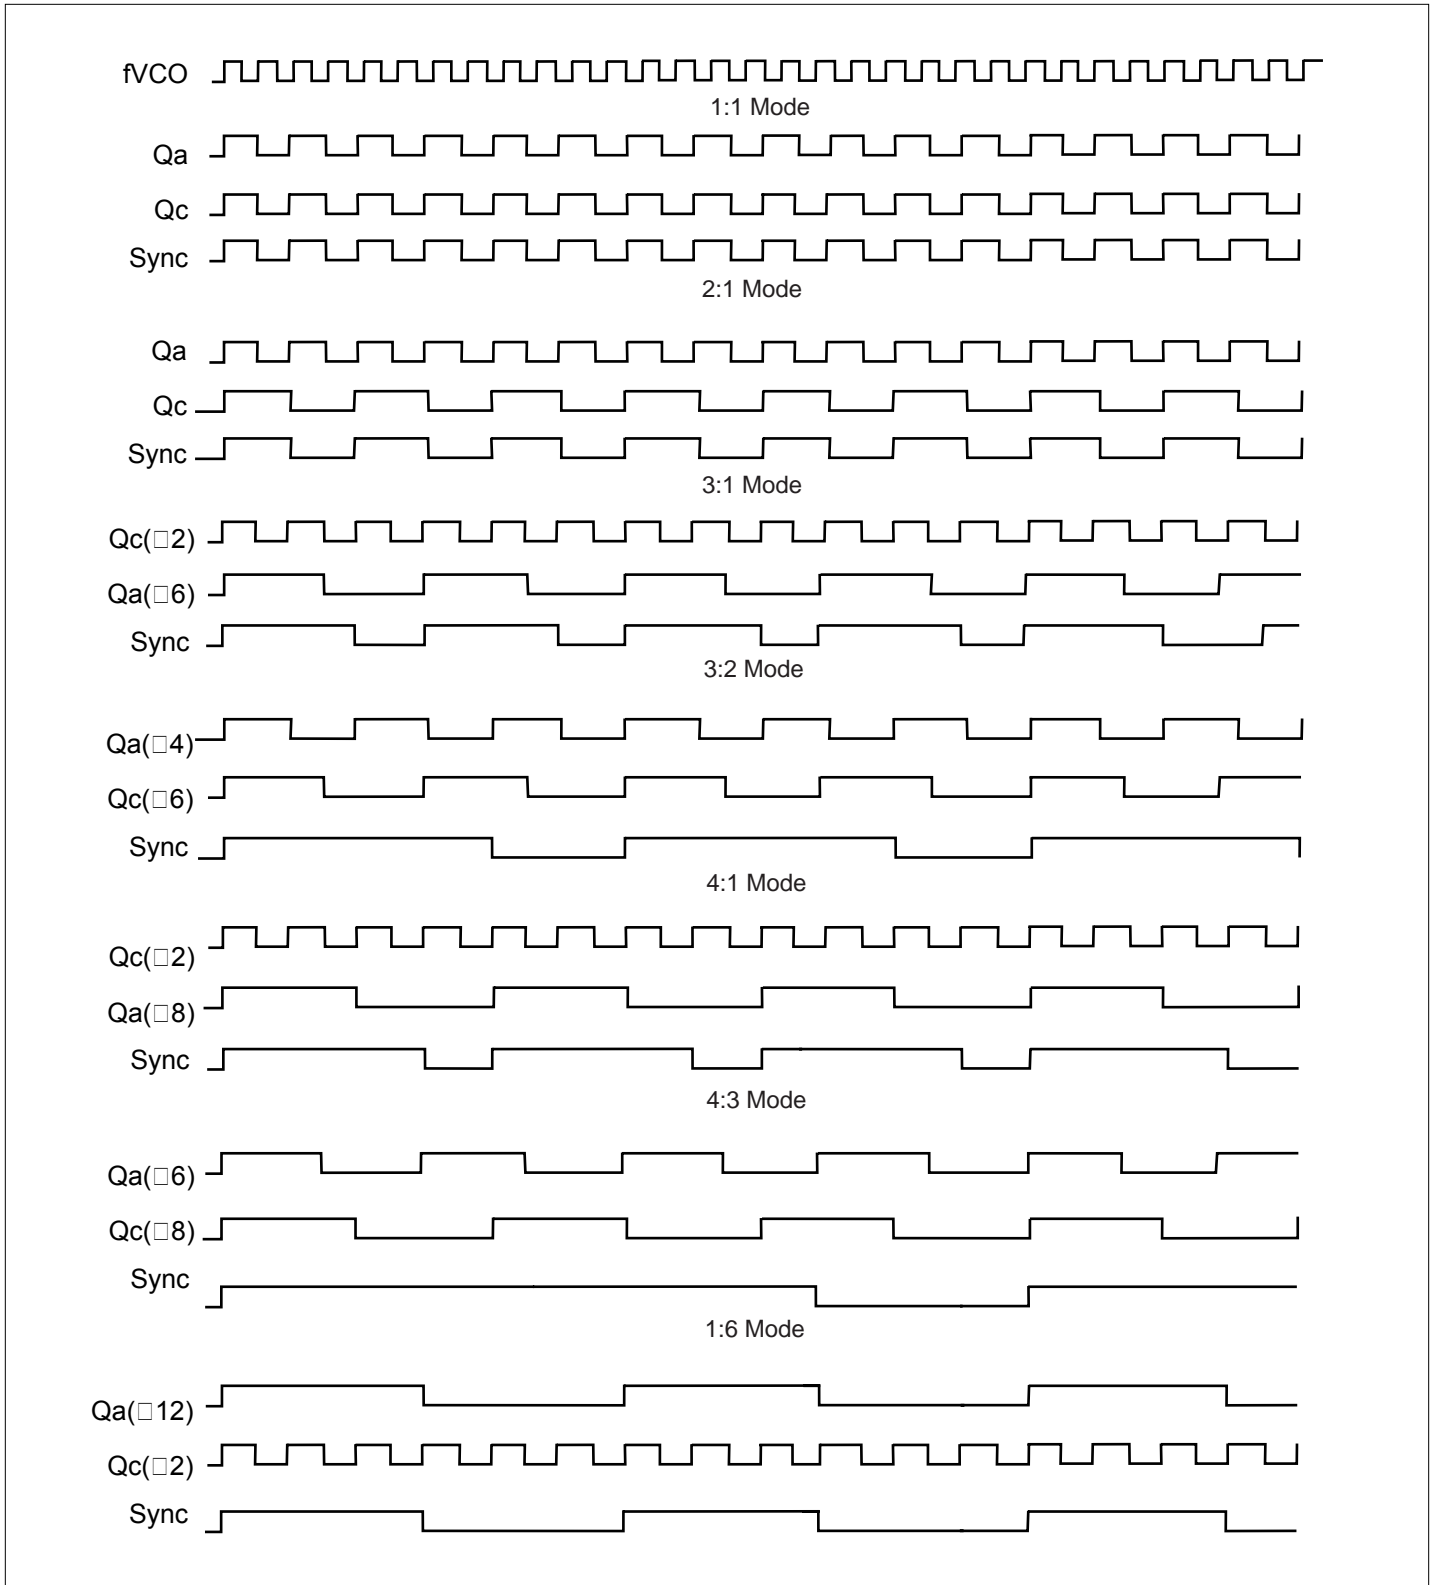 fVCO
1:1 Mode
Qa
Qc
Sync
2:1 Mode
Qa
Qc
Sync
3:1 Mode
Qc(□2)
Qa(□6)
Sync
3:2 Mode
Qa(□4)
Qc(□6)
Sync
4:1 Mode
Qc(□2)
Qa(□8)
Sync
4:3 Mode
Qa(□6)
Qc(□8)
Sync
1:6 Mode
Qa(□12)
Qc(□2)
Sync